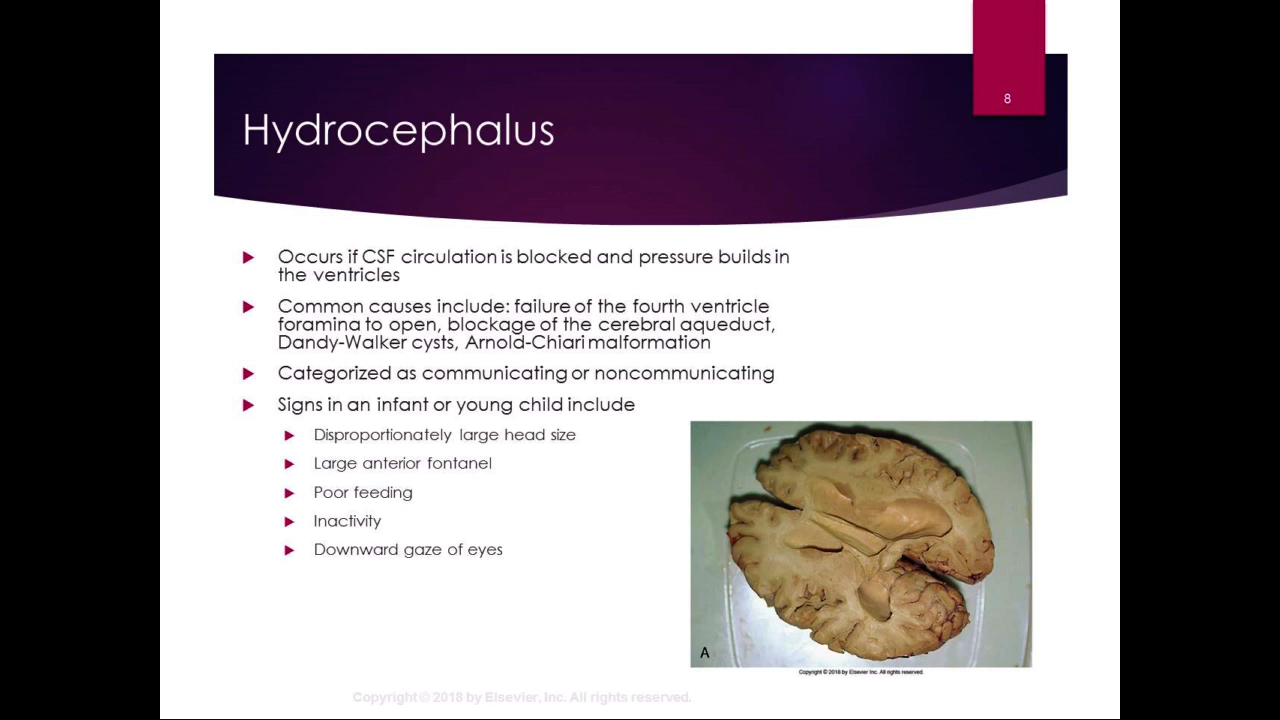 8
Hydrocephalus
Occurs if CSF circulation is blocked and pressure builds in
the ventricles
Common causes include: failure of the fourth ventricle
foramina to open, blockage of the cerebral aqueduct,
Dandy-Walker cysts, Arnold-Chiari malformation
Categorized as communicating or noncommunicating
Signs in an infant or young child include
Disproportionately large head size
Large anterior fontanel
Poor feeding
Inactivity
Downward gaze of eyes
A
Copyright © 2018 by Elsevier Inc. All rights reserved.
Copyright © 2018 by Elsevier, Inc. All rights reserved.